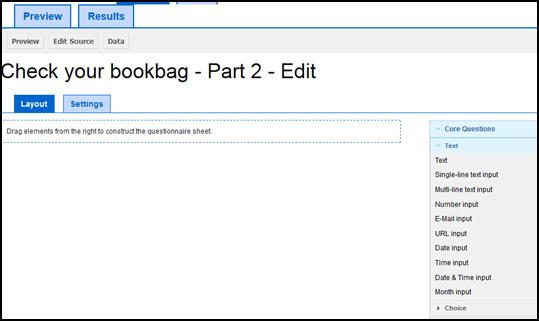 Preview Results
Preview Edit Source Data
Check your bookbag - Part 2 - Edit
Layout Settings
Drag elements from the right to construct the questionnaire sheet.
Core Questions
Text
Text
Single-line text input
Multi-line text input
Number input
E-Mail input
URL input
Date input
Time input
Date & Time input
Month input
Choice